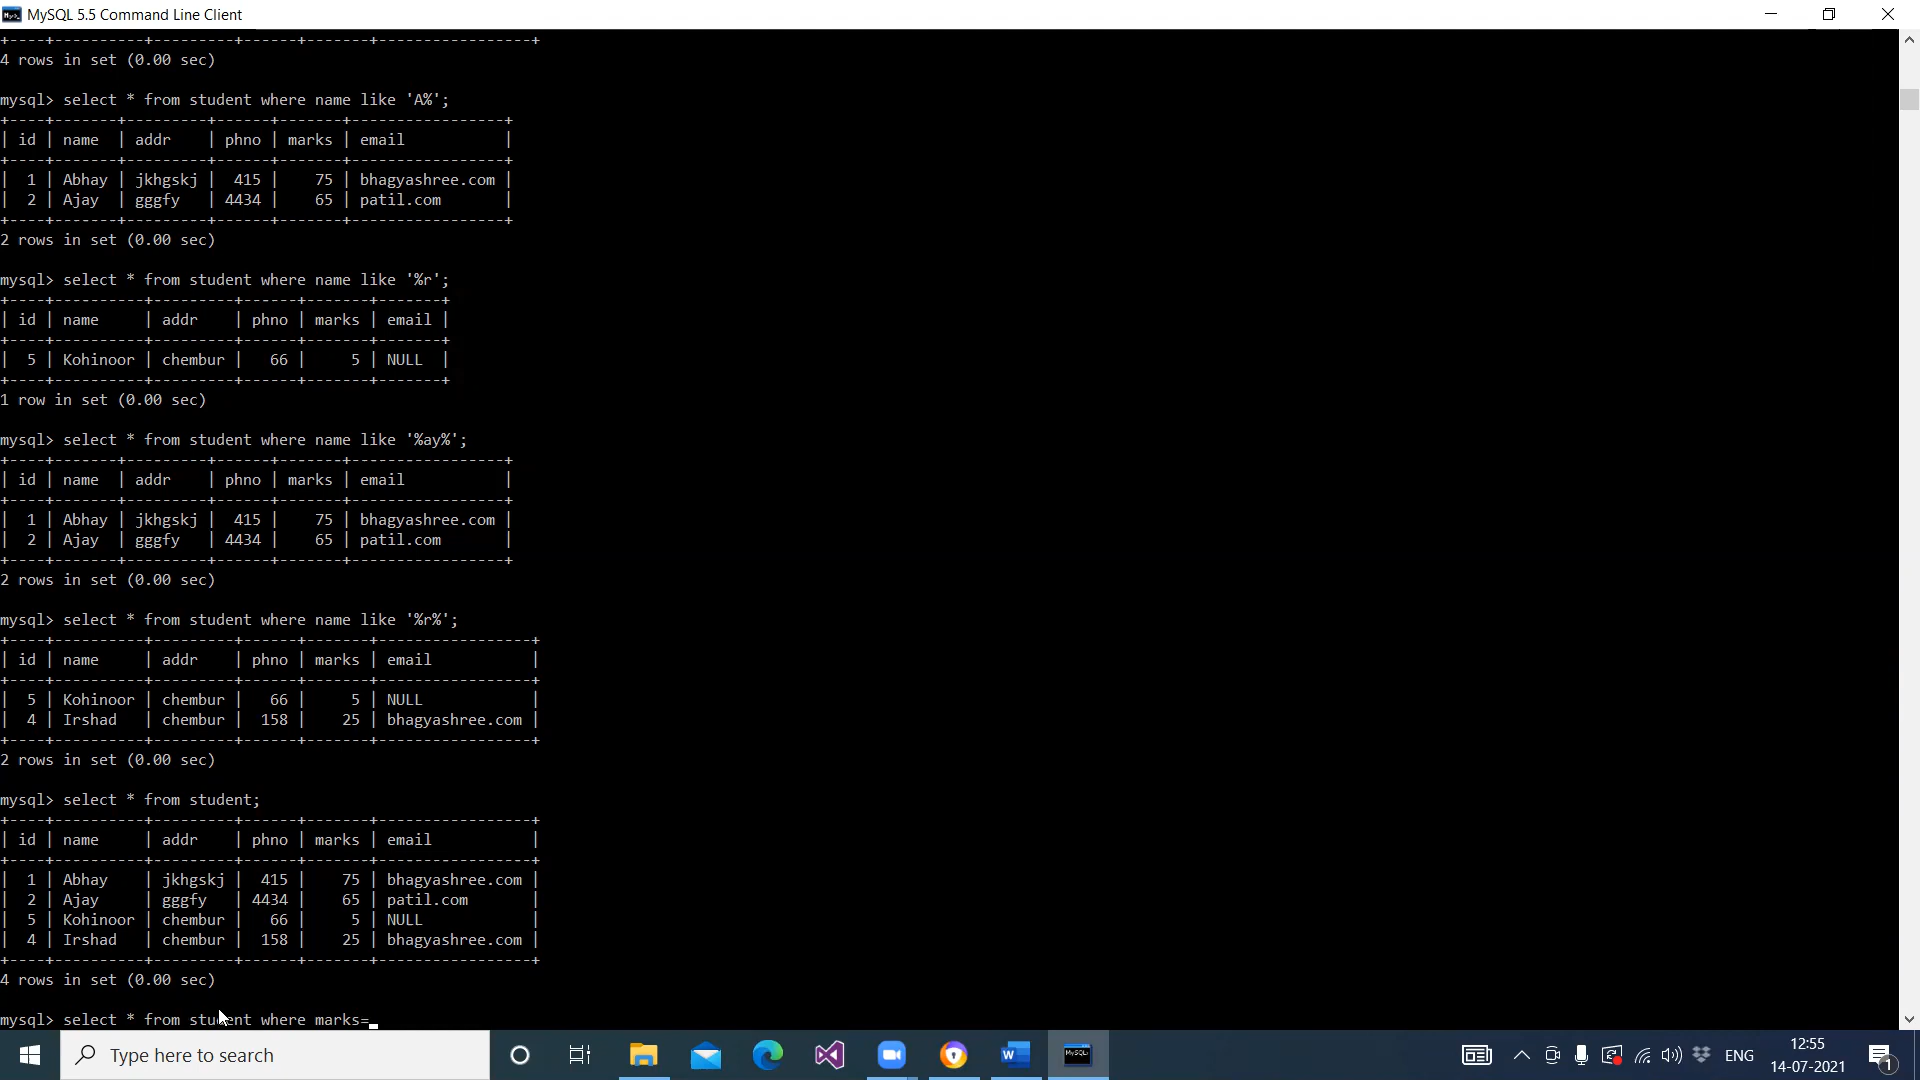 MySQL 5.5 Command Line Client
+----+----------+---------+------+-------+-----------------+
4 rows in set (0.00 sec)
mysql> select * from student where name like 'A%';
+----+-------+---------+------+-------+-----------------+
| id | name  | addr    | phno | marks | email           |
+----+-------+---------+------+-------+-----------------+
|  1 | Abhay | jkhgskj |  415 |    75 | bhagyashree.com |
|  2 | Ajay  | gggfy   | 4434 |    65 | patil.com       |
+----+-------+---------+------+-------+-----------------+
2 rows in set (0.00 sec)
mysql> select * from student where name like '%r';
+----+----------+---------+------+-------+-------+
| id | name     | addr    | phno | marks | email |
+----+----------+---------+------+-------+-------+
|  5 | Kohinoor | chembur |   66 |     5 | NULL  |
+----+----------+---------+------+-------+-------+
1 row in set (0.00 sec)
mysql> select * from student where name like '%ay%';
+----+-------+---------+------+-------+-----------------+
| id | name  | addr    | phno | marks | email           |
+----+-------+---------+------+-------+-----------------+
|  1 | Abhay | jkhgskj |  415 |    75 | bhagyashree.com |
|  2 | Ajay  | gggfy   | 4434 |    65 | patil.com       |
+----+-------+---------+------+-------+-----------------+
2 rows in set (0.00 sec)
mysql> select * from student where name like '%r%';
+----+----------+---------+------+-------+-----------------+
| id | name     | addr    | phno | marks | email           |
+----+----------+---------+------+-------+-----------------+
|  5 | Kohinoor | chembur |   66 |     5 | NULL            |
|  4 | Irshad   | chembur |  158 |    25 | bhagyashree.com |
+----+----------+---------+------+-------+-----------------+
2 rows in set (0.00 sec)
mysql> select * from student;
+----+----------+---------+------+-------+-----------------+
| id | name     | addr    | phno | marks | email           |
+----+----------+---------+------+-------+-----------------+
|  1 | Abhay    | jkhgskj |  415 |    75 | bhagyashree.com |
|  2 | Ajay     | gggfy   | 4434 |    65 | patil.com       |
|  5 | Kohinoor | chembur |   66 |     5 | NULL            |
|  4 | Irshad   | chembur |  158 |    25 | bhagyashree.com |
+----+----------+---------+------+-------+-----------------+
4 rows in set (0.00 sec)
mysql> select * from student where marks=_
Type here to search
ENG
12:55
14-07-2021
1